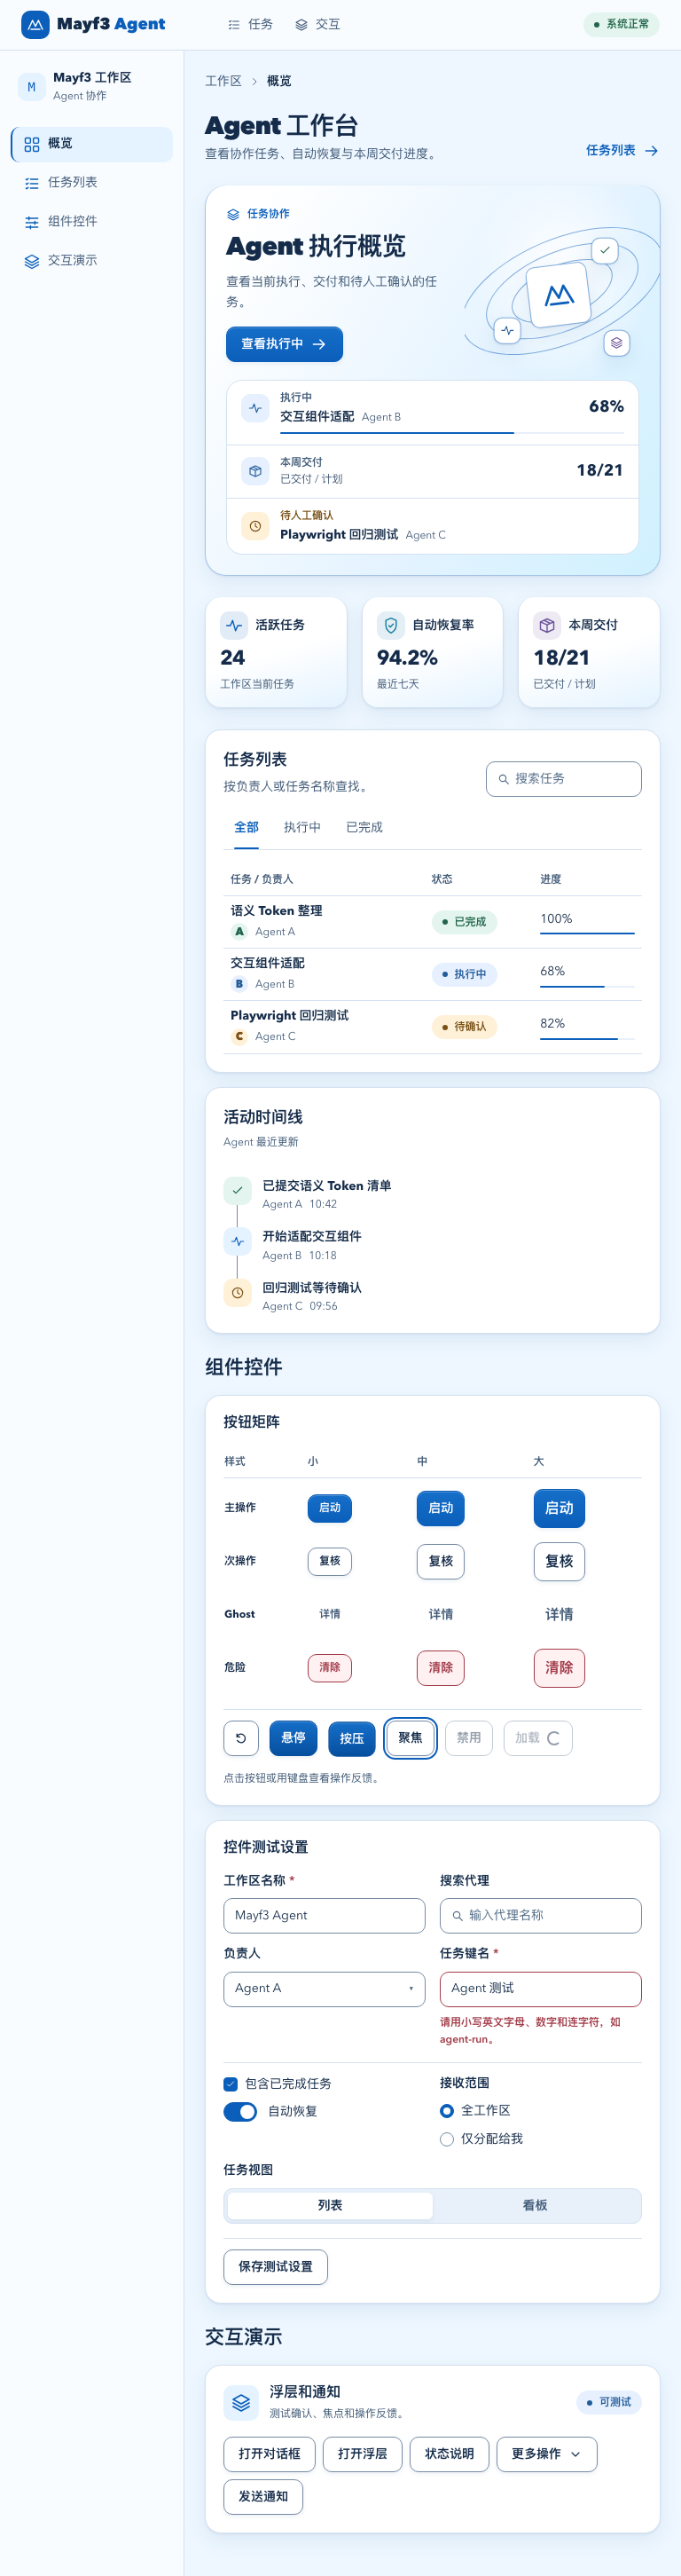 Mayf3 Agent
任务
交互
系统正常
M
Mayf3 工作区
Agent 协作
概览
任务列表
组件控件
交互演示
工作区 > 概览
Agent 工作台
查看协作任务、自动恢复与本周交付进度。
任务列表
任务协作
Agent 执行概览
查看当前执行、交付和待人工确认的任
务。
查看执行中
执行中
交互组件适配 Agent B
68%
本周交付
已交付 / 计划
18/21
待人工确认
Playwright 回归测试 Agent C
活跃任务
24
工作区当前任务
自动恢复率
94.2%
最近七天
本周交付
18/21
已交付 / 计划
任务列表
按负责人或任务名称查找。
搜索任务
全部 执行中 已完成
任务 / 负责人 状态 进度
语义 Token 整理
A Agent A
已完成
100%
交互组件适配
B Agent B
执行中
68%
Playwright 回归测试
C Agent C
待确认
82%
活动时间线
Agent 最近更新
已提交语义 Token 清单
Agent A 10:42
开始适配交互组件
Agent B 10:18
回归测试等待确认
Agent C 09:56
组件控件
按钮矩阵
样式 小 中 大
主操作 启动 启动 启动
次操作 复核 复核 复核
Ghost 详情 详情 详情
危险 清除 清除 清除
悬停 按压 聚焦 禁用 加载
点击按钮或用键盘查看操作反馈。
控件测试设置
工作区名称 *
Mayf3 Agent
搜索代理
输入代理名称
负责人
Agent A
任务键名 *
Agent 测试
请用小写英文字母、数字和连字符，如
agent-run。
包含已完成任务
自动恢复
接收范围
全工作区
仅分配给我
任务视图
列表 看板
保存测试设置
交互演示
浮层和通知
测试确认、焦点和操作反馈。
可测试
打开对话框 打开浮层 状态说明 更多操作
发送通知